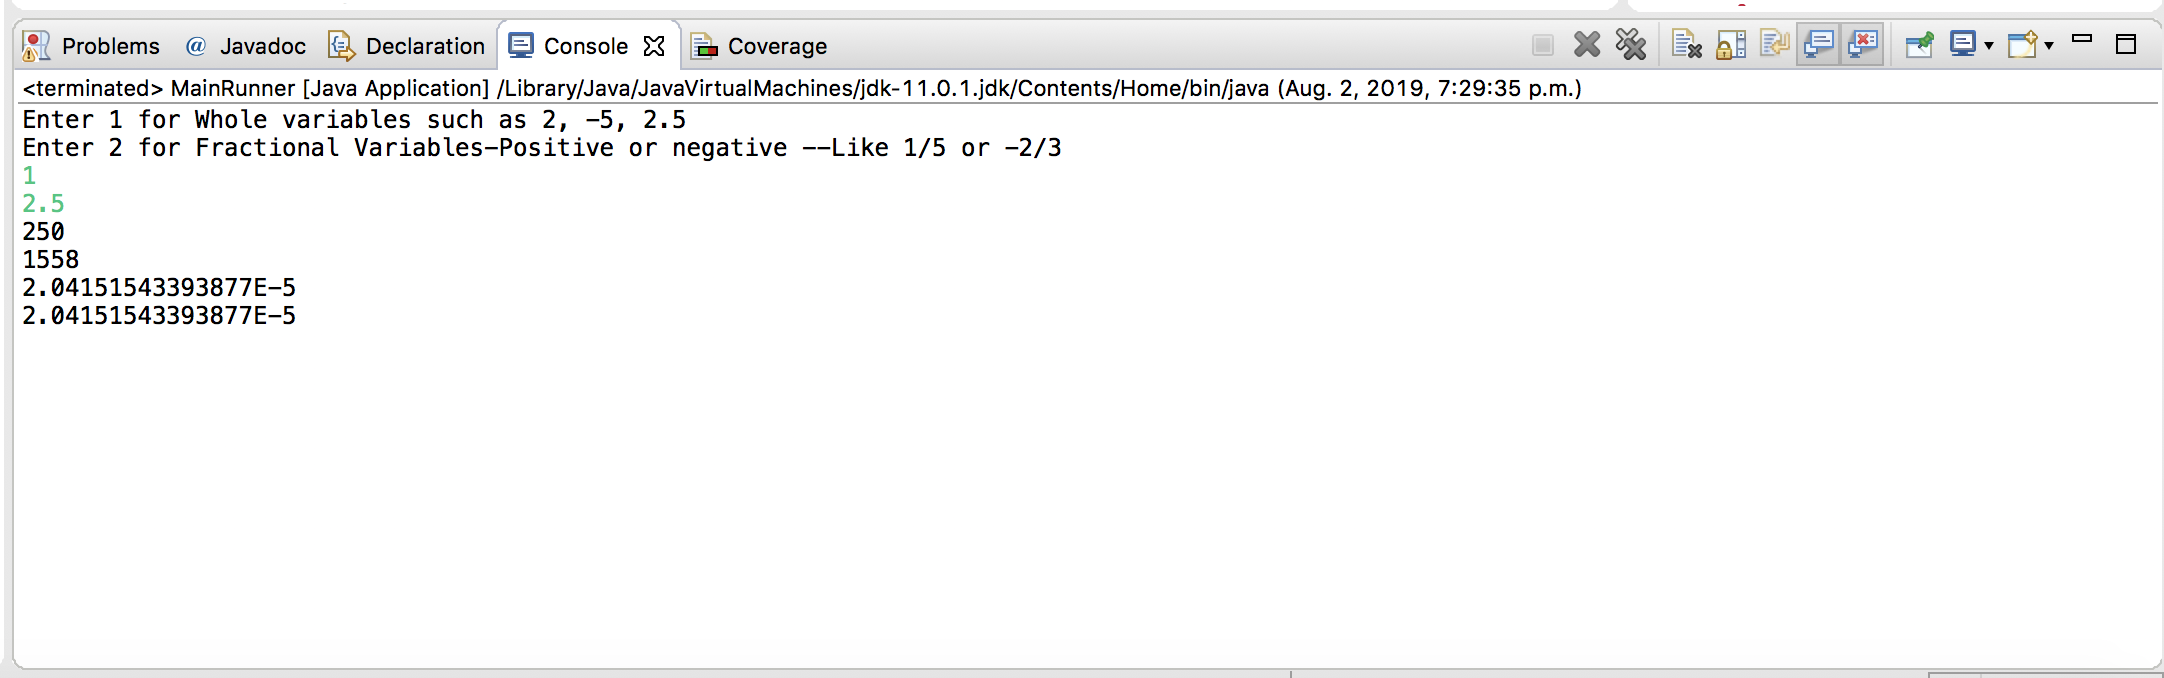 Problems @ Javadoc Declaration Console Coverage
<terminated> MainRunner [Java Application] /Library/Java/JavaVirtualMachines/jdk-11.0.1.jdk/Contents/Home/bin/java (Aug. 2, 2019, 7:29:35 p.m.)
Enter 1 for Whole variables such as 2, -5, 2.5
Enter 2 for Fractional Variables-Positive or negative --Like 1/5 or -2/3
1
2.5
250
1558
2.04151543393877E-5
2.04151543393877E-5